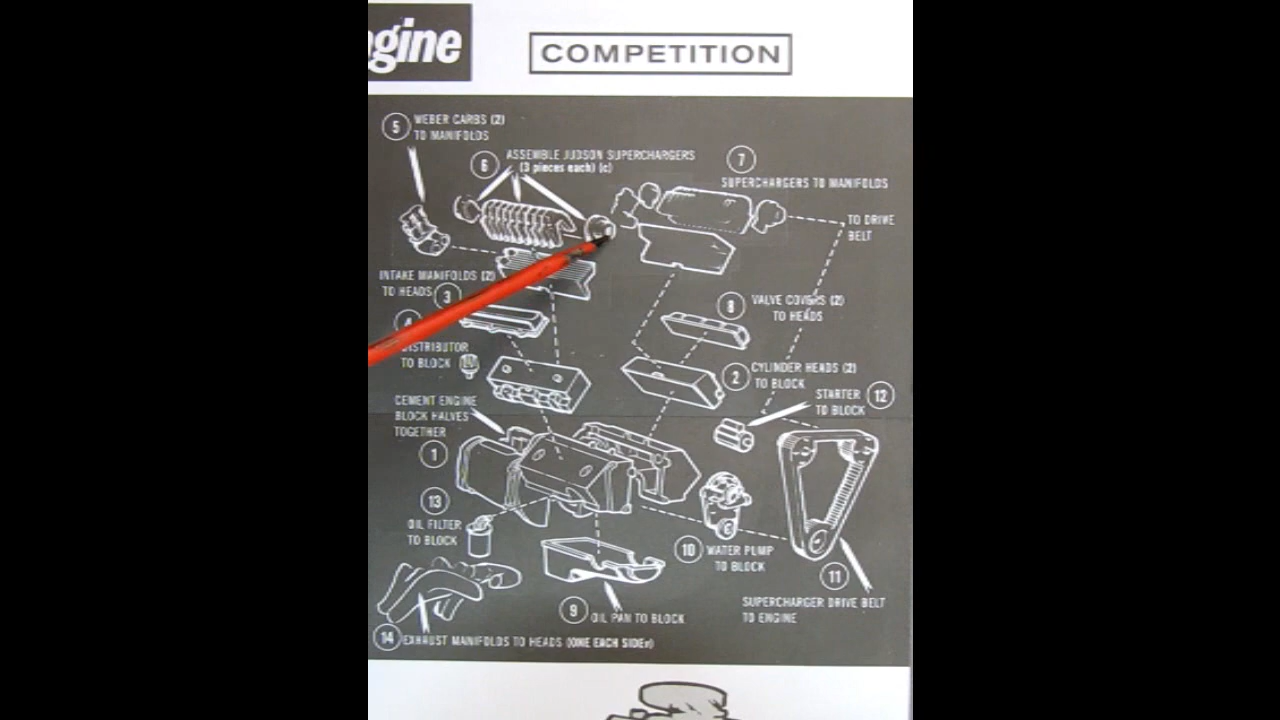 gine
COMPETITION
5 WEBER CARBS (2)
TO MANIFOLDS
6 ASSEMBLE JUDSON SUPERCHARGERS
(3 pieces each) (c)
7
SUPERCHARGERS TO MANIFOLDS
TO DRIVE
BELT
INTAKE MANIFOLDS (2)
TO HEADS 3
8 VALVE COVERS (2)
TO HEADS
4
DISTRIBUTOR
TO BLOCK
2 CYLINDER HEADS (2)
TO BLOCK
STARTER 12
TO BLOCK
CEMENT ENGINE
BLOCK HALVES
TOGETHER
1
13
OIL FILTER
TO BLOCK
10 WATER PUMP
TO BLOCK
11
SUPERCHARGER DRIVE BELT
TO ENGINE
9 OIL PAN TO BLOCK
14 EXHAUST MANIFOLDS TO HEADS